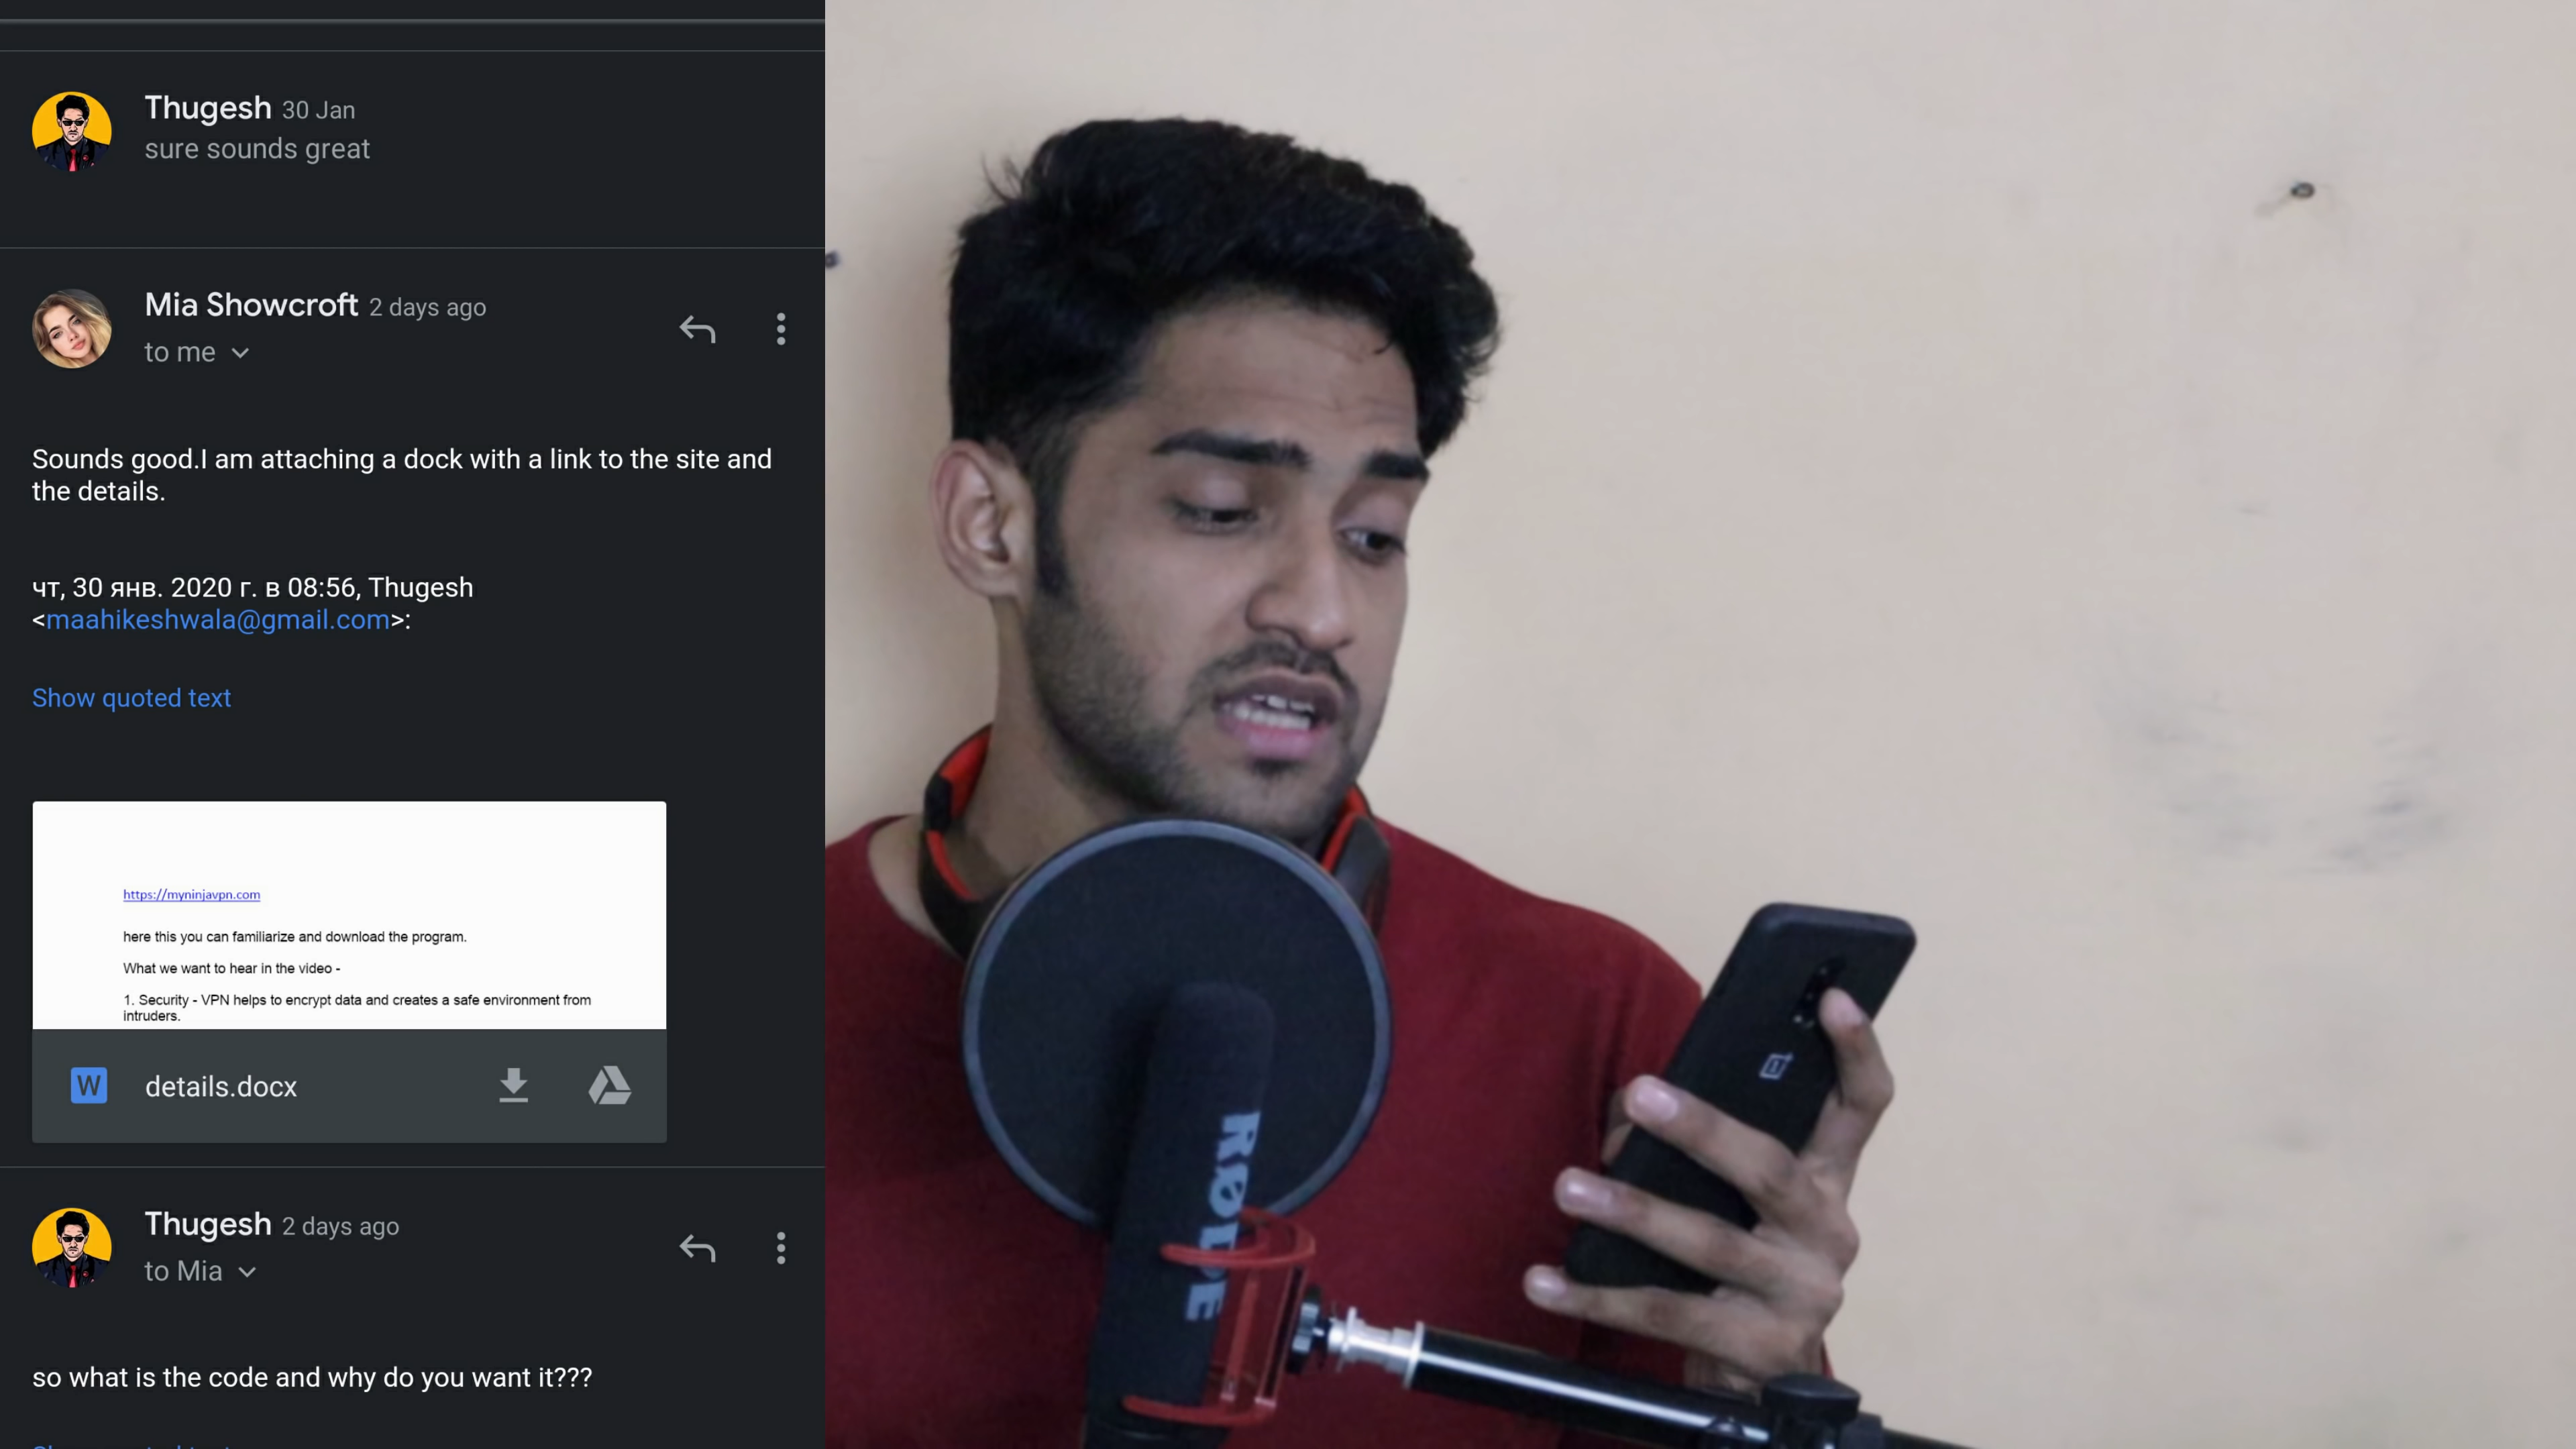 Thugesh 30 Jan
sure sounds great
Mia Showcroft 2 days ago
to me
Sounds good.I am attaching a dock with a link to the site and
the details.
чт, 30 янв. 2020 г. в 08:56, Thugesh
<maahikeshwala@gmail.com>:
Show quoted text
https://myninjavpn.com
here this you can familiarize and download the program.
What we want to hear in the video -
1. Security - VPN helps to encrypt data and creates a safe environment from
intruders.
W details.docx
Thugesh 2 days ago
to Mia
so what is the code and why do you want it???
RØDE